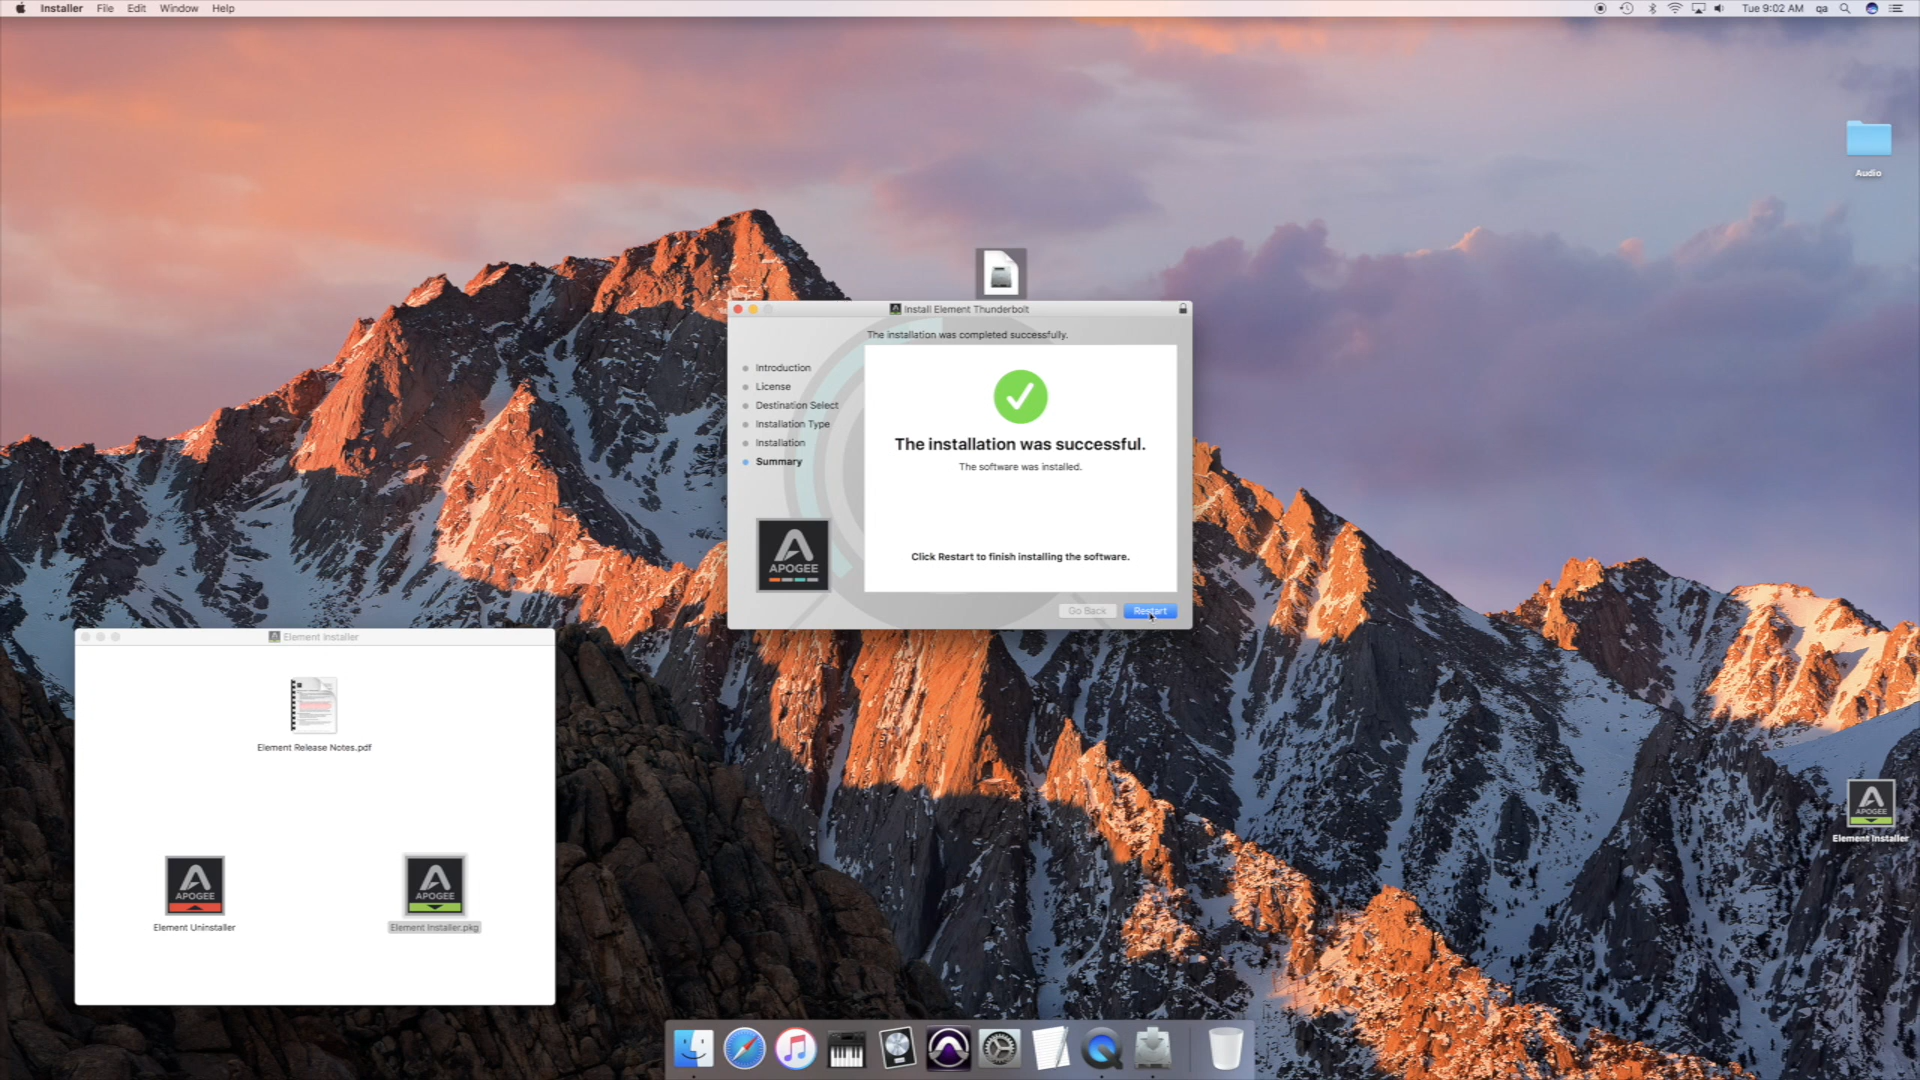 Installer File Edit Window Help
Tue 9:02 AM qa
Audio
Install Element Thunderbolt
The installation was completed successfully.
Introduction
License
Destination Select
Installation Type
Installation
Summary
The installation was successful.
The software was installed.
Click Restart to finish installing the software.
APOGEE
Go Back Restart
Element Installer
Element Release Notes.pdf
APOGEE
Element Uninstaller
APOGEE
Element Installer.pkg
APOGEE
Element Installer